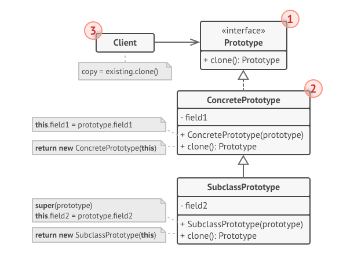 3
Client
copy = existing.clone()
1
«interface»
Prototype
+ clone(): Prototype
2
ConcretePrototype
- field1
+ ConcretePrototype(prototype)
+ clone(): Prototype
this.field1 = prototype.field1
return new ConcretePrototype(this)
SubclassPrototype
- field2
+ SubclassPrototype(prototype)
+ clone(): Prototype
super(prototype)
this.field2 = prototype.field2
return new SubclassPrototype(this)